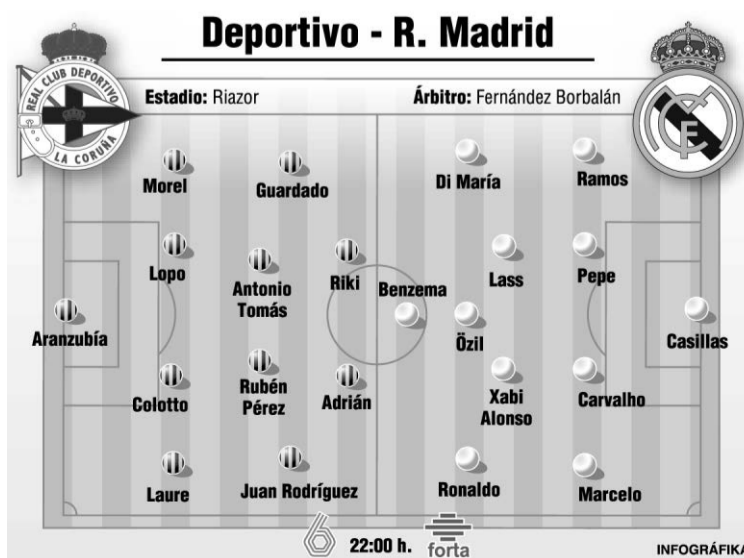 Deportivo - R. Madrid
REAL CLUB DEPORTIVO
LA CORUÑA
Estadio: Riazor
Árbitro: Fernández Borbalán
Morel
Guardado
Di María
Ramos
Lopo
Antonio
Tomás
Riki
Benzema
Lass
Pepe
Aranzubía
Özil
Casillas
Colotto
Rubén
Pérez
Adrián
Xabi
Alonso
Carvalho
Laure
Juan Rodríguez
Ronaldo
Marcelo
6
22:00 h.
forta
INFOGRÁFIKA